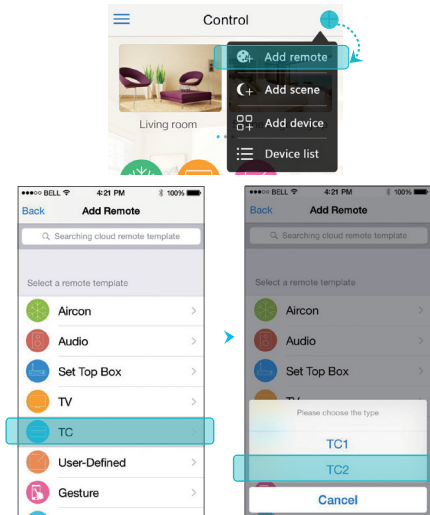 Control
Add remote
Add scene
Living room
Add device
Device list
●●●○○ BELL 4:21 PM 100%
Back Add Remote
Searching cloud remote template
Select a remote template
Aircon
Audio
Set Top Box
TV
TC
User-Defined
Gesture
●●●○○ BELL 4:21 PM 100%
Back Add Remote
Searching cloud remote template
Select a remote template
Aircon
Audio
Set Top Box
TV
Please choose the type
TC1
TC2
Cancel